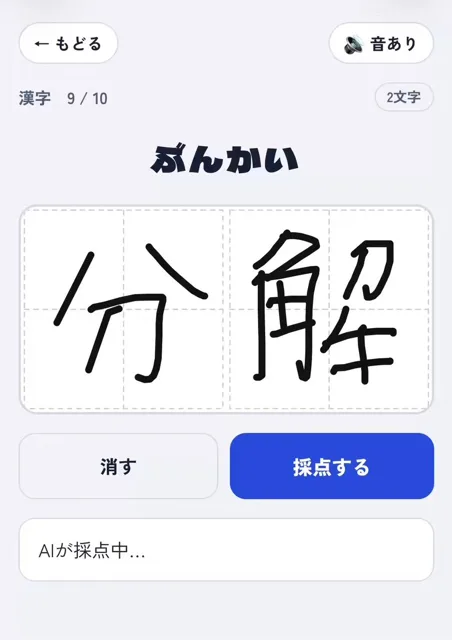 ← もどる
🔊 音あり
漢字 9 / 10
2文字
ぶんかい
分解
消す
採点する
AIが採点中...